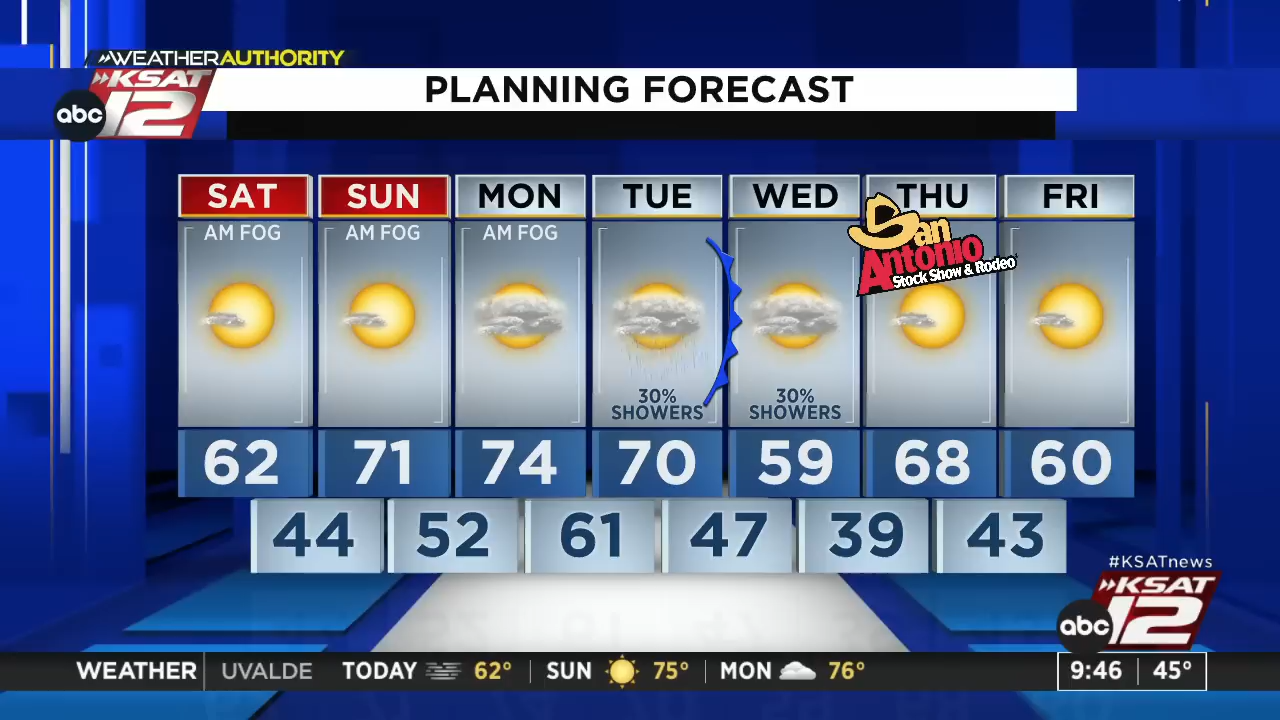 WEATHERAUTHORITY
KSAT
abc 12
PLANNING FORECAST
SAT SUN MON TUE WED THU FRI
AM FOG AM FOG AM FOG
San
Antonio
Stock Show & Rodeo
30% 30%
SHOWERS SHOWERS
62 71 74 70 59 68 60
44 52 61 47 39 43
#KSATnews
KSAT
abc 12
WEATHER UVALDE TODAY 62° SUN 75° MON 76° 9:46 45°